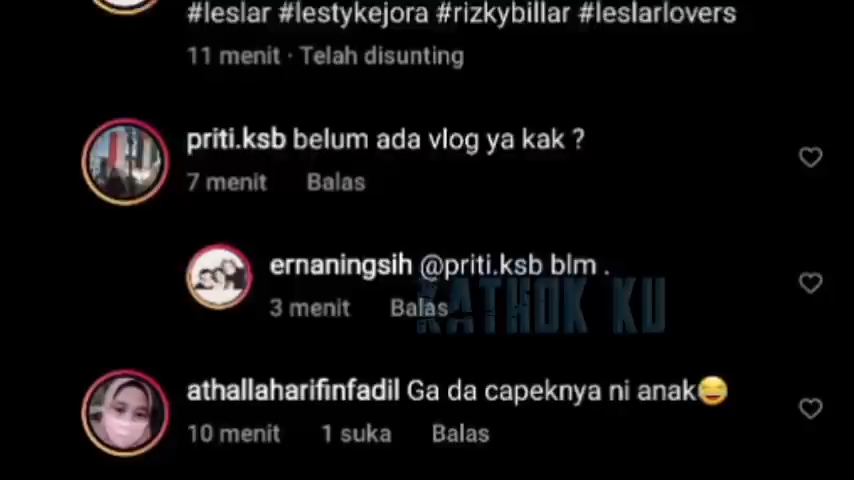 #leslar #lestykejora #rizkybillar #leslarlovers
11 menit · Telah disunting
priti.ksb belum ada vlog ya kak ?
7 menit Balas
ernaningsih @priti.ksb blm .
3 menit Balas
KATHOK KU
athallaharifinfadil Ga da capeknya ni anak😄
10 menit 1 suka Balas